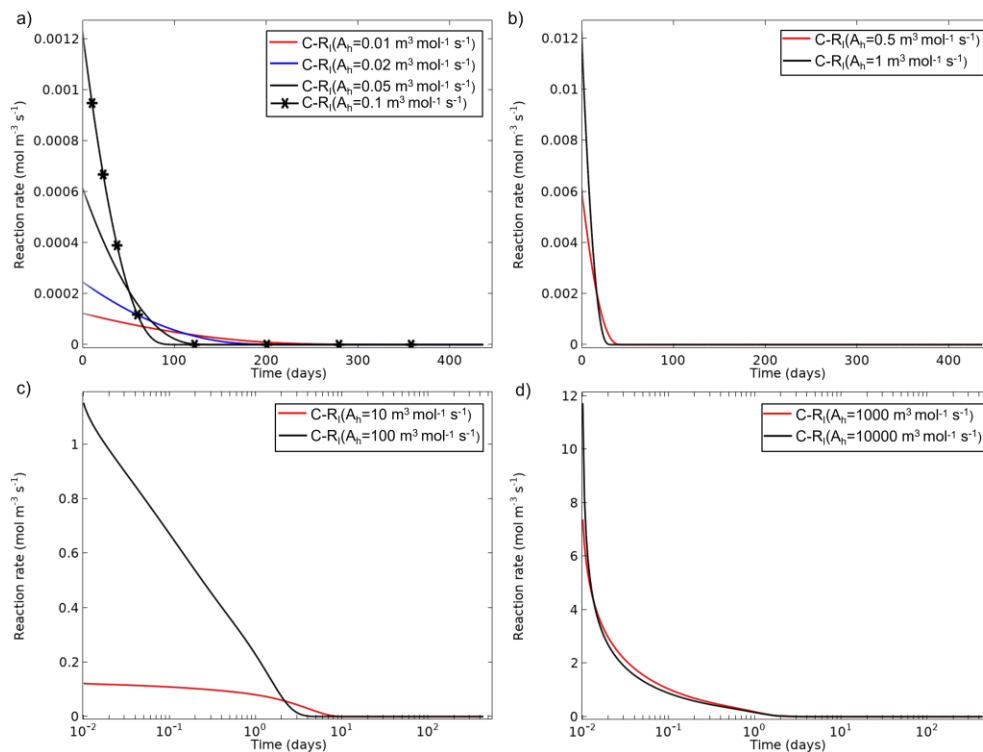 a)
0.0012
0.001
0.0008
0.0006
0.0004
0.0002
0
Reaction rate (mol m⁻³ s⁻¹)
C-Rₗ(Aₕ=0.01 m³ mol⁻¹ s⁻¹)
C-Rₗ(Aₕ=0.02 m³ mol⁻¹ s⁻¹)
C-Rₗ(Aₕ=0.05 m³ mol⁻¹ s⁻¹)
C-Rₗ(Aₕ=0.1 m³ mol⁻¹ s⁻¹)
0 100 200 300 400
Time (days)
b)
0.012
0.01
0.008
0.006
0.004
0.002
0
Reaction rate (mol m⁻³ s⁻¹)
C-Rₗ(Aₕ=0.5 m³ mol⁻¹ s⁻¹)
C-Rₗ(Aₕ=1 m³ mol⁻¹ s⁻¹)
0 100 200 300 400
Time (days)
c)
1
0.8
0.6
0.4
0.2
0
Reaction rate (mol m⁻³ s⁻¹)
C-Rₗ(Aₕ=10 m³ mol⁻¹ s⁻¹)
C-Rₗ(Aₕ=100 m³ mol⁻¹ s⁻¹)
10⁻² 10⁻¹ 10⁰ 10¹ 10²
Time (days)
d)
12
10
8
6
4
2
0
Reaction rate (mol m⁻³ s⁻¹)
C-Rₗ(Aₕ=1000 m³ mol⁻¹ s⁻¹)
C-Rₗ(Aₕ=10000 m³ mol⁻¹ s⁻¹)
10⁻² 10⁻¹ 10⁰ 10¹ 10²
Time (days)